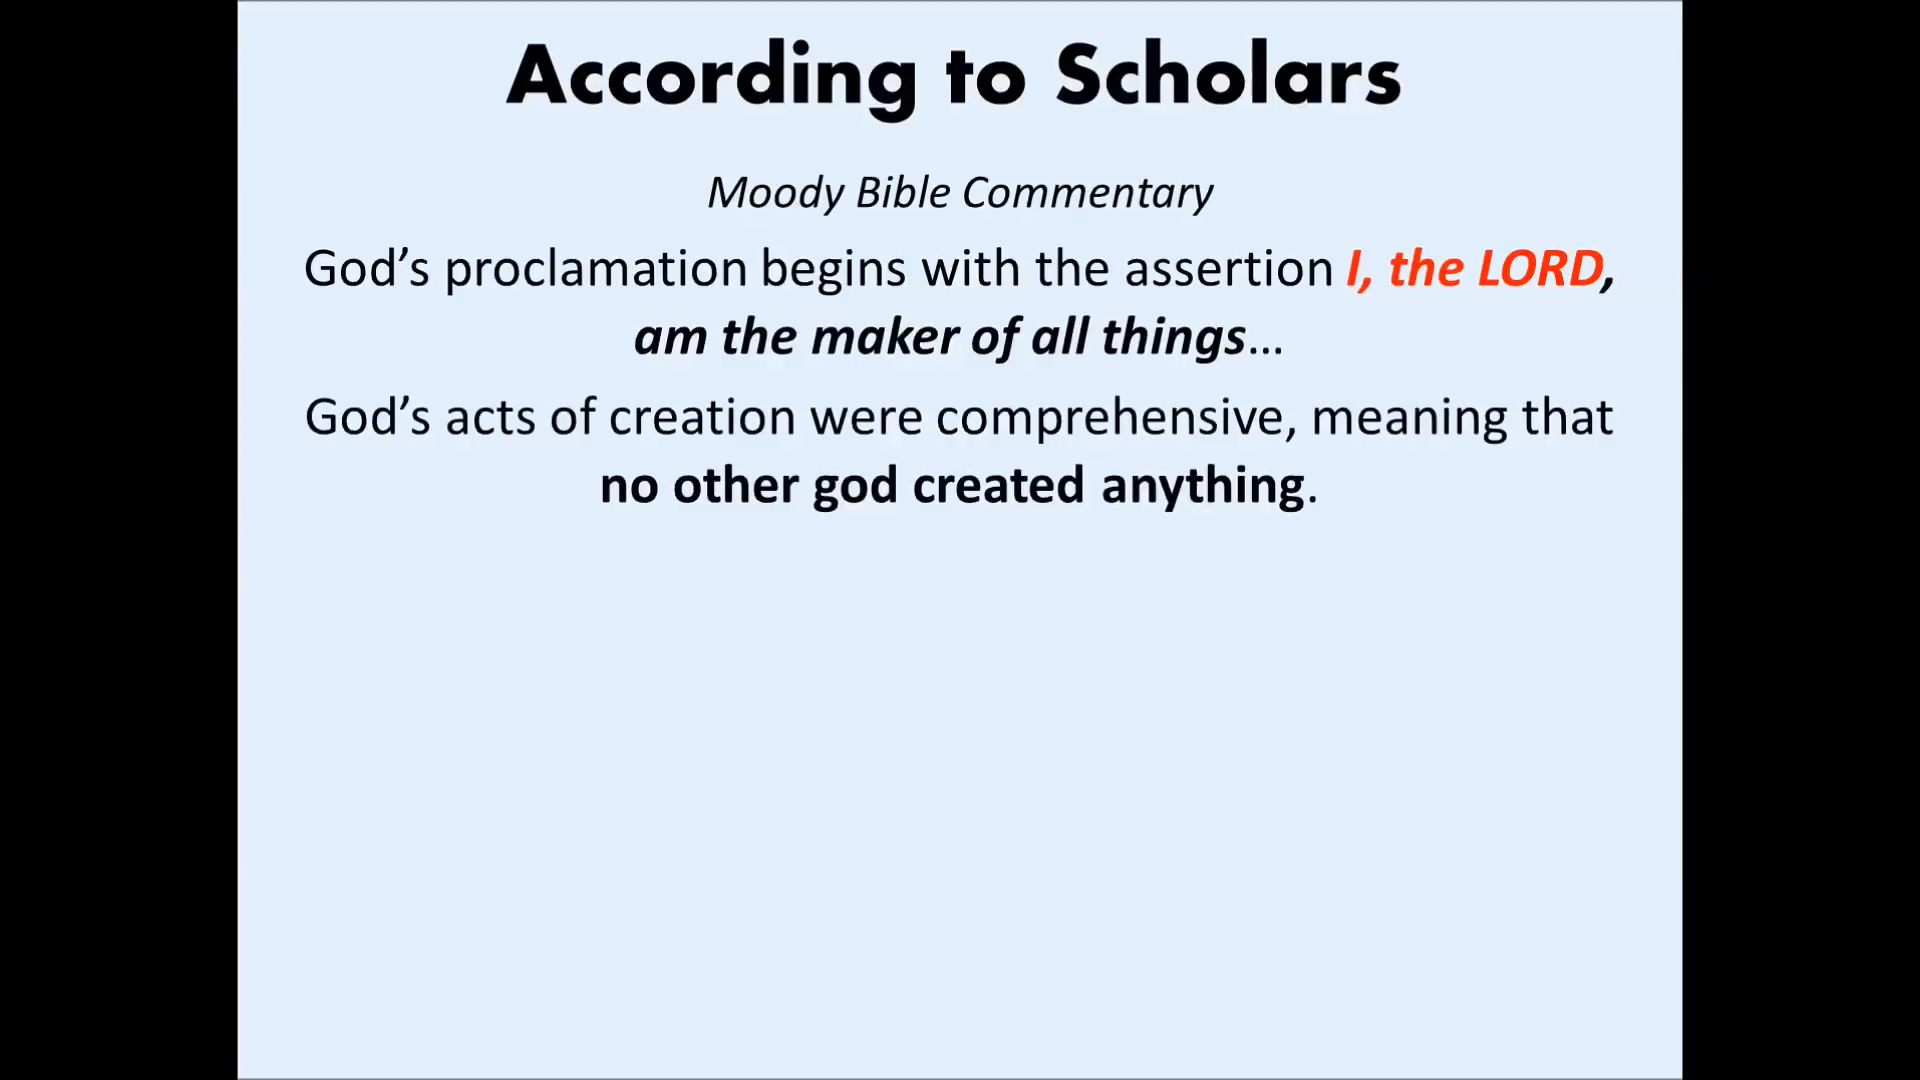 According to Scholars
Moody Bible Commentary
God’s proclamation begins with the assertion I, the LORD,
am the maker of all things…
God’s acts of creation were comprehensive, meaning that
no other god created anything.